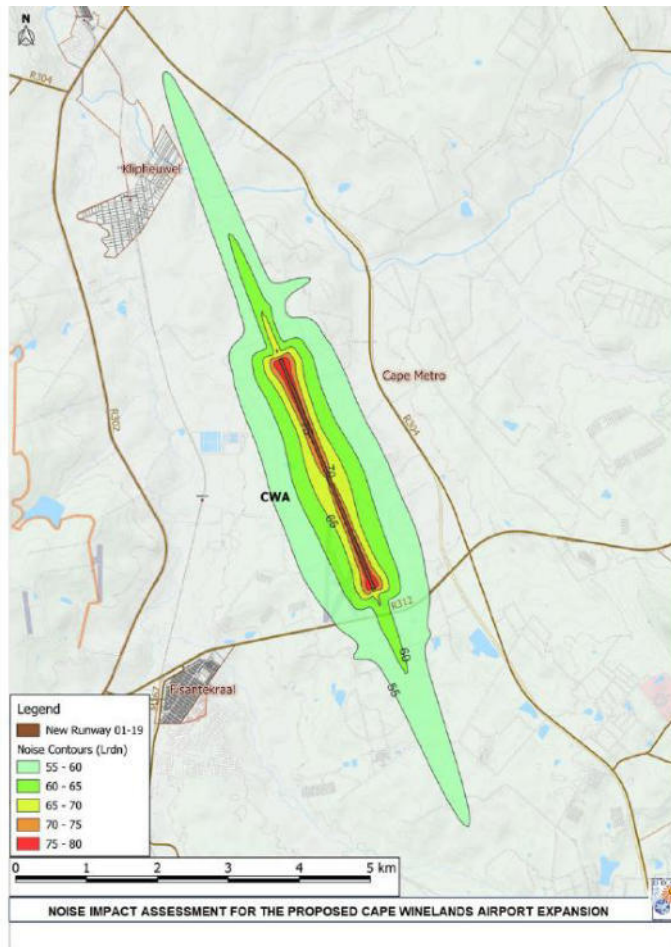 N
R304
Klipheuwel
Cape Metro
R302
R304
75
70
65
CWA
R312
60
55
Fisantekraal
Legend
New Runway 01-19
Noise Contours (Lrdn)
55 - 60
60 - 65
65 - 70
70 - 75
75 - 80
0 1 2 3 4 5 km
NOISE IMPACT ASSESSMENT FOR THE PROPOSED CAPE WINELANDS AIRPORT EXPANSION